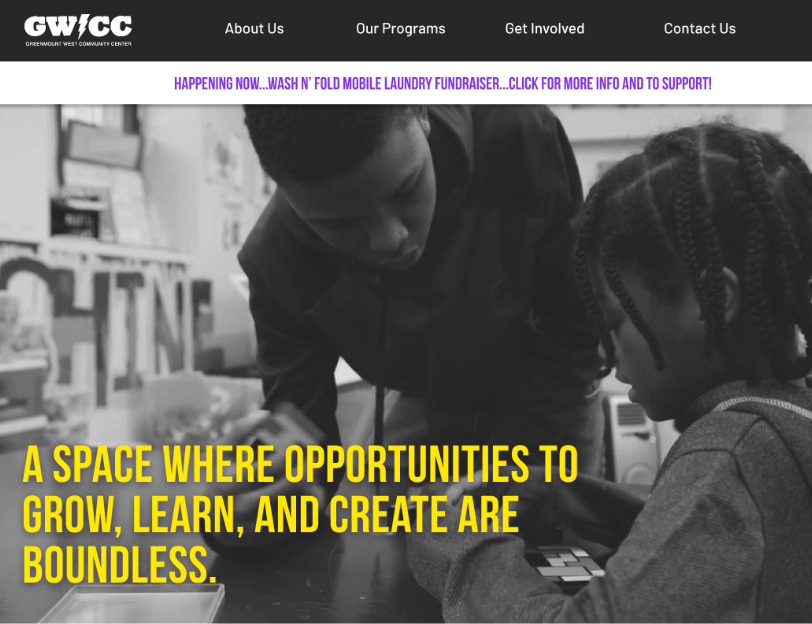 GWCC
GREENMOUNT WEST COMMUNITY CENTER
About Us
Our Programs
Get Involved
Contact Us
HAPPENING NOW...WASH N' FOLD MOBILE LAUNDRY FUNDRAISER...CLICK FOR MORE INFO AND TO SUPPORT!
SHINE
A SPACE WHERE OPPORTUNITIES TO
GROW, LEARN, AND CREATE ARE
BOUNDLESS.